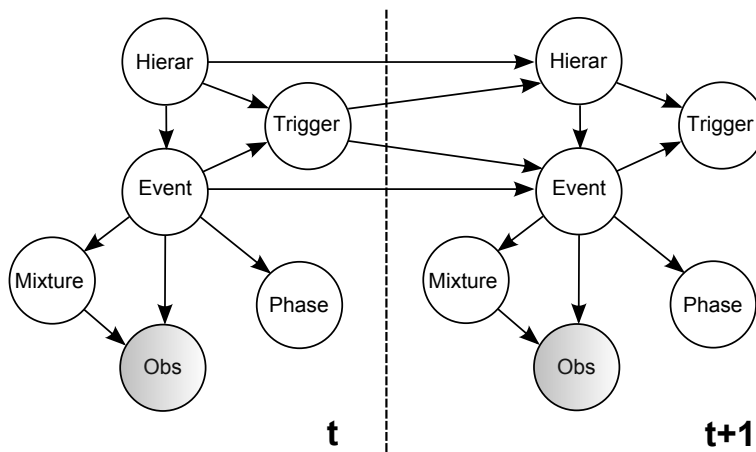 Hierar
Trigger
Event
Mixture
Phase
Obs
t
Hierar
Trigger
Event
Mixture
Phase
Obs
t+1